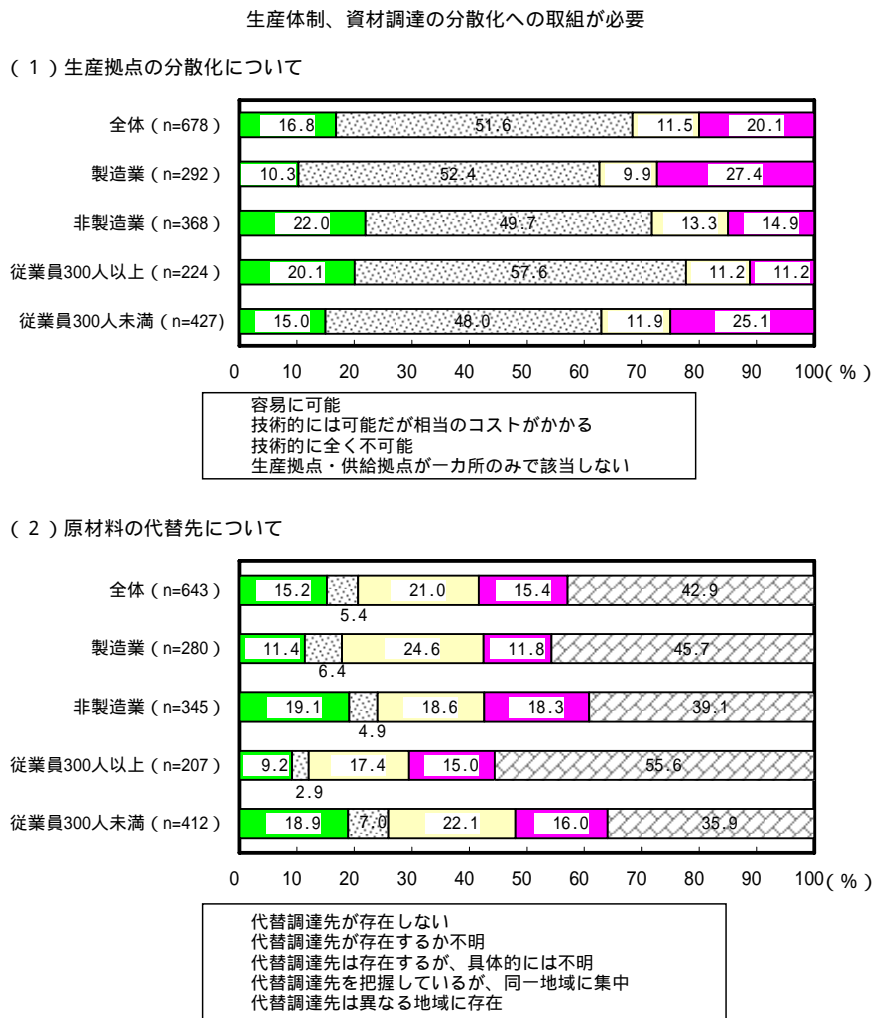 生産体制、資材調達の分散化への取組が必要
(1)生産拠点の分散化について
全体(n=678) 16.8 51.6 11.5 20.1
製造業(n=292) 10.3 52.4 9.9 27.4
非製造業(n=368) 22.0 49.7 13.3 14.9
従業員300人以上(n=224) 20.1 57.6 11.2 11.2
従業員300人未満(n=427) 15.0 48.0 11.9 25.1
0 10 20 30 40 50 60 70 80 90 100(%)
容易に可能
技術的には可能だが相当のコストがかかる
技術的に全く不可能
生産拠点・供給拠点が一カ所のみで該当しない
(2)原材料の代替先について
全体(n=643) 15.2 21.0 15.4 42.9
5.4
製造業(n=280) 11.4 24.6 11.8 45.7
6.4
非製造業(n=345) 19.1 18.6 18.3 39.1
4.9
従業員300人以上(n=207) 9.2 17.4 15.0 55.6
2.9
従業員300人未満(n=412) 18.9 7.0 22.1 16.0 35.9
0 10 20 30 40 50 60 70 80 90 100(%)
代替調達先が存在しない
代替調達先が存在するか不明
代替調達先は存在するが、具体的には不明
代替調達先を把握しているが、同一地域に集中
代替調達先は異なる地域に存在